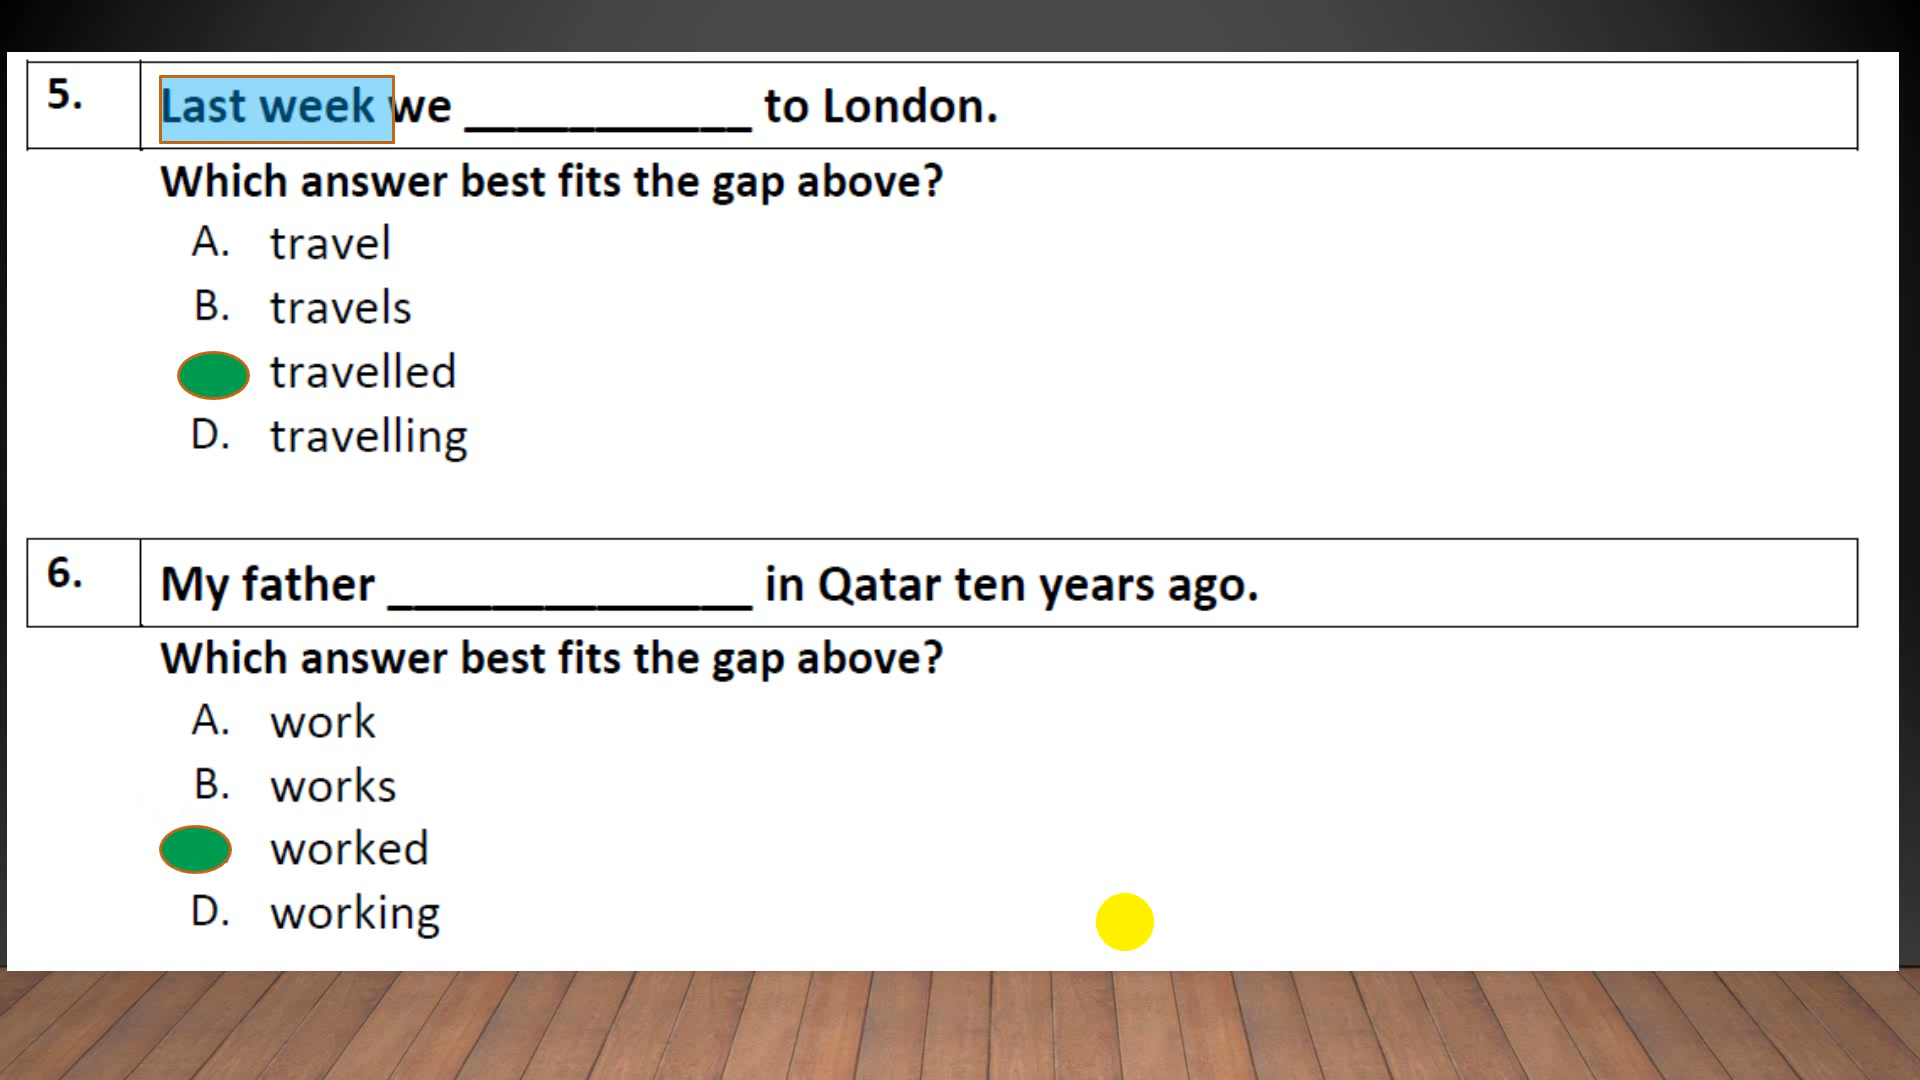 5. Last week we ___________ to London.
Which answer best fits the gap above?
A. travel
B. travels
travelled
D. travelling
6. My father ______________ in Qatar ten years ago.
Which answer best fits the gap above?
A. work
B. works
worked
D. working